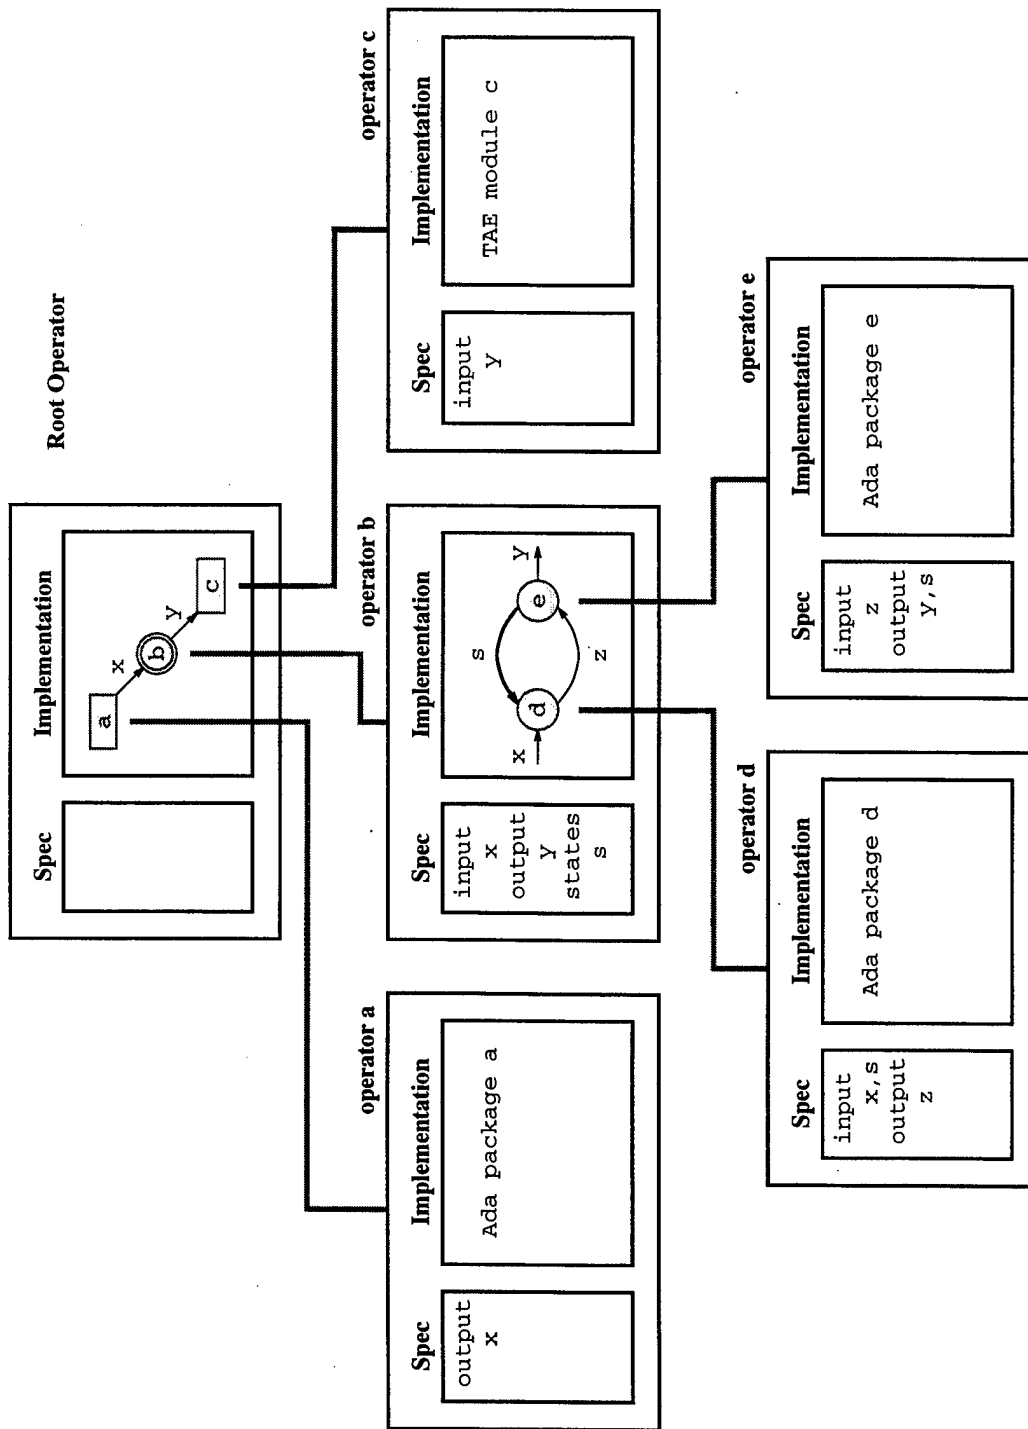 Root Operator
Spec
Implementation
a
x
b
y
c
operator a
Spec
output
x
Implementation
Ada package a
operator b
Spec
input
x
output
y
states
s
Implementation
x
d
s
z
e
y
operator c
Spec
input
y
Implementation
TAE module c
operator d
Spec
input
x,s
output
z
Implementation
Ada package d
operator e
Spec
input
z
output
y,s
Implementation
Ada package e